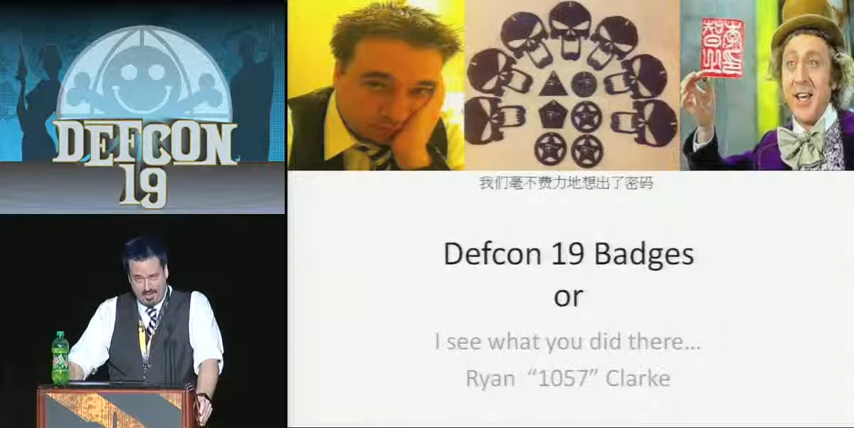 DEFCON
19
我们毫不费力地想出了密码
Defcon 19 Badges
or
I see what you did there...
Ryan "1057" Clarke